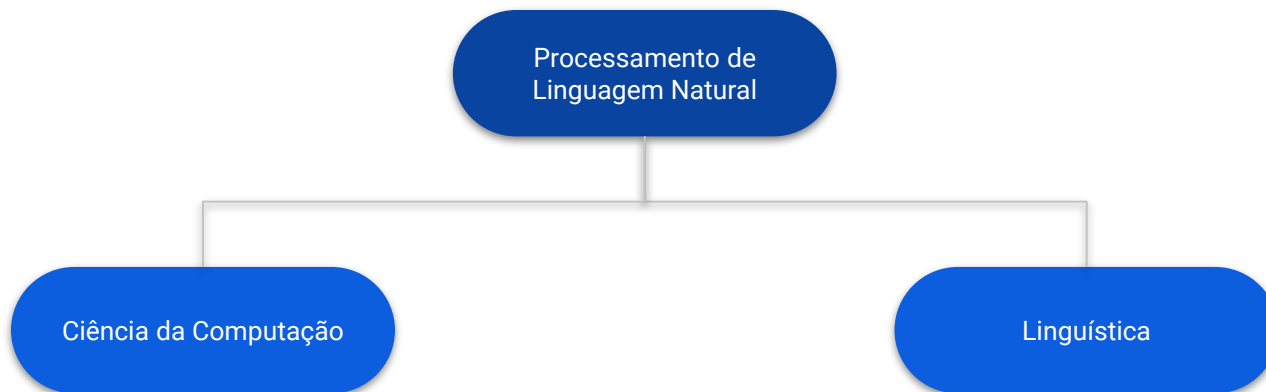 Processamento de
Linguagem Natural
Ciência da Computação
Linguística